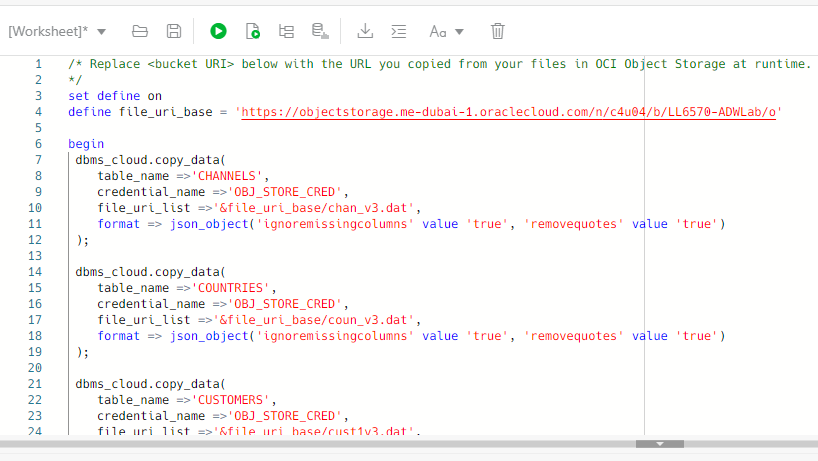 [Worksheet]*
Aa
1 /* Replace <bucket URI> below with the URL you copied from your files in OCI Object Storage at runtime.
2 */
3 set define on
4 define file_uri_base = 'https://objectstorage.me-dubai-1.oraclecloud.com/n/c4u04/b/LL6570-ADWLab/o'
5
6 begin
7 dbms_cloud.copy_data(
8 table_name =>'CHANNELS',
9 credential_name =>'OBJ_STORE_CRED',
10 file_uri_list =>'&file_uri_base/chan_v3.dat',
11 format => json_object('ignoremissingcolumns' value 'true', 'removequotes' value 'true')
12 );
13
14 dbms_cloud.copy_data(
15 table_name =>'COUNTRIES',
16 credential_name =>'OBJ_STORE_CRED',
17 file_uri_list =>'&file_uri_base/coun_v3.dat',
18 format => json_object('ignoremissingcolumns' value 'true', 'removequotes' value 'true')
19 );
20
21 dbms_cloud.copy_data(
22 table_name =>'CUSTOMERS',
23 credential_name =>'OBJ_STORE_CRED',
24 file_uri_list =>'&file_uri_base/cust1v3.dat',